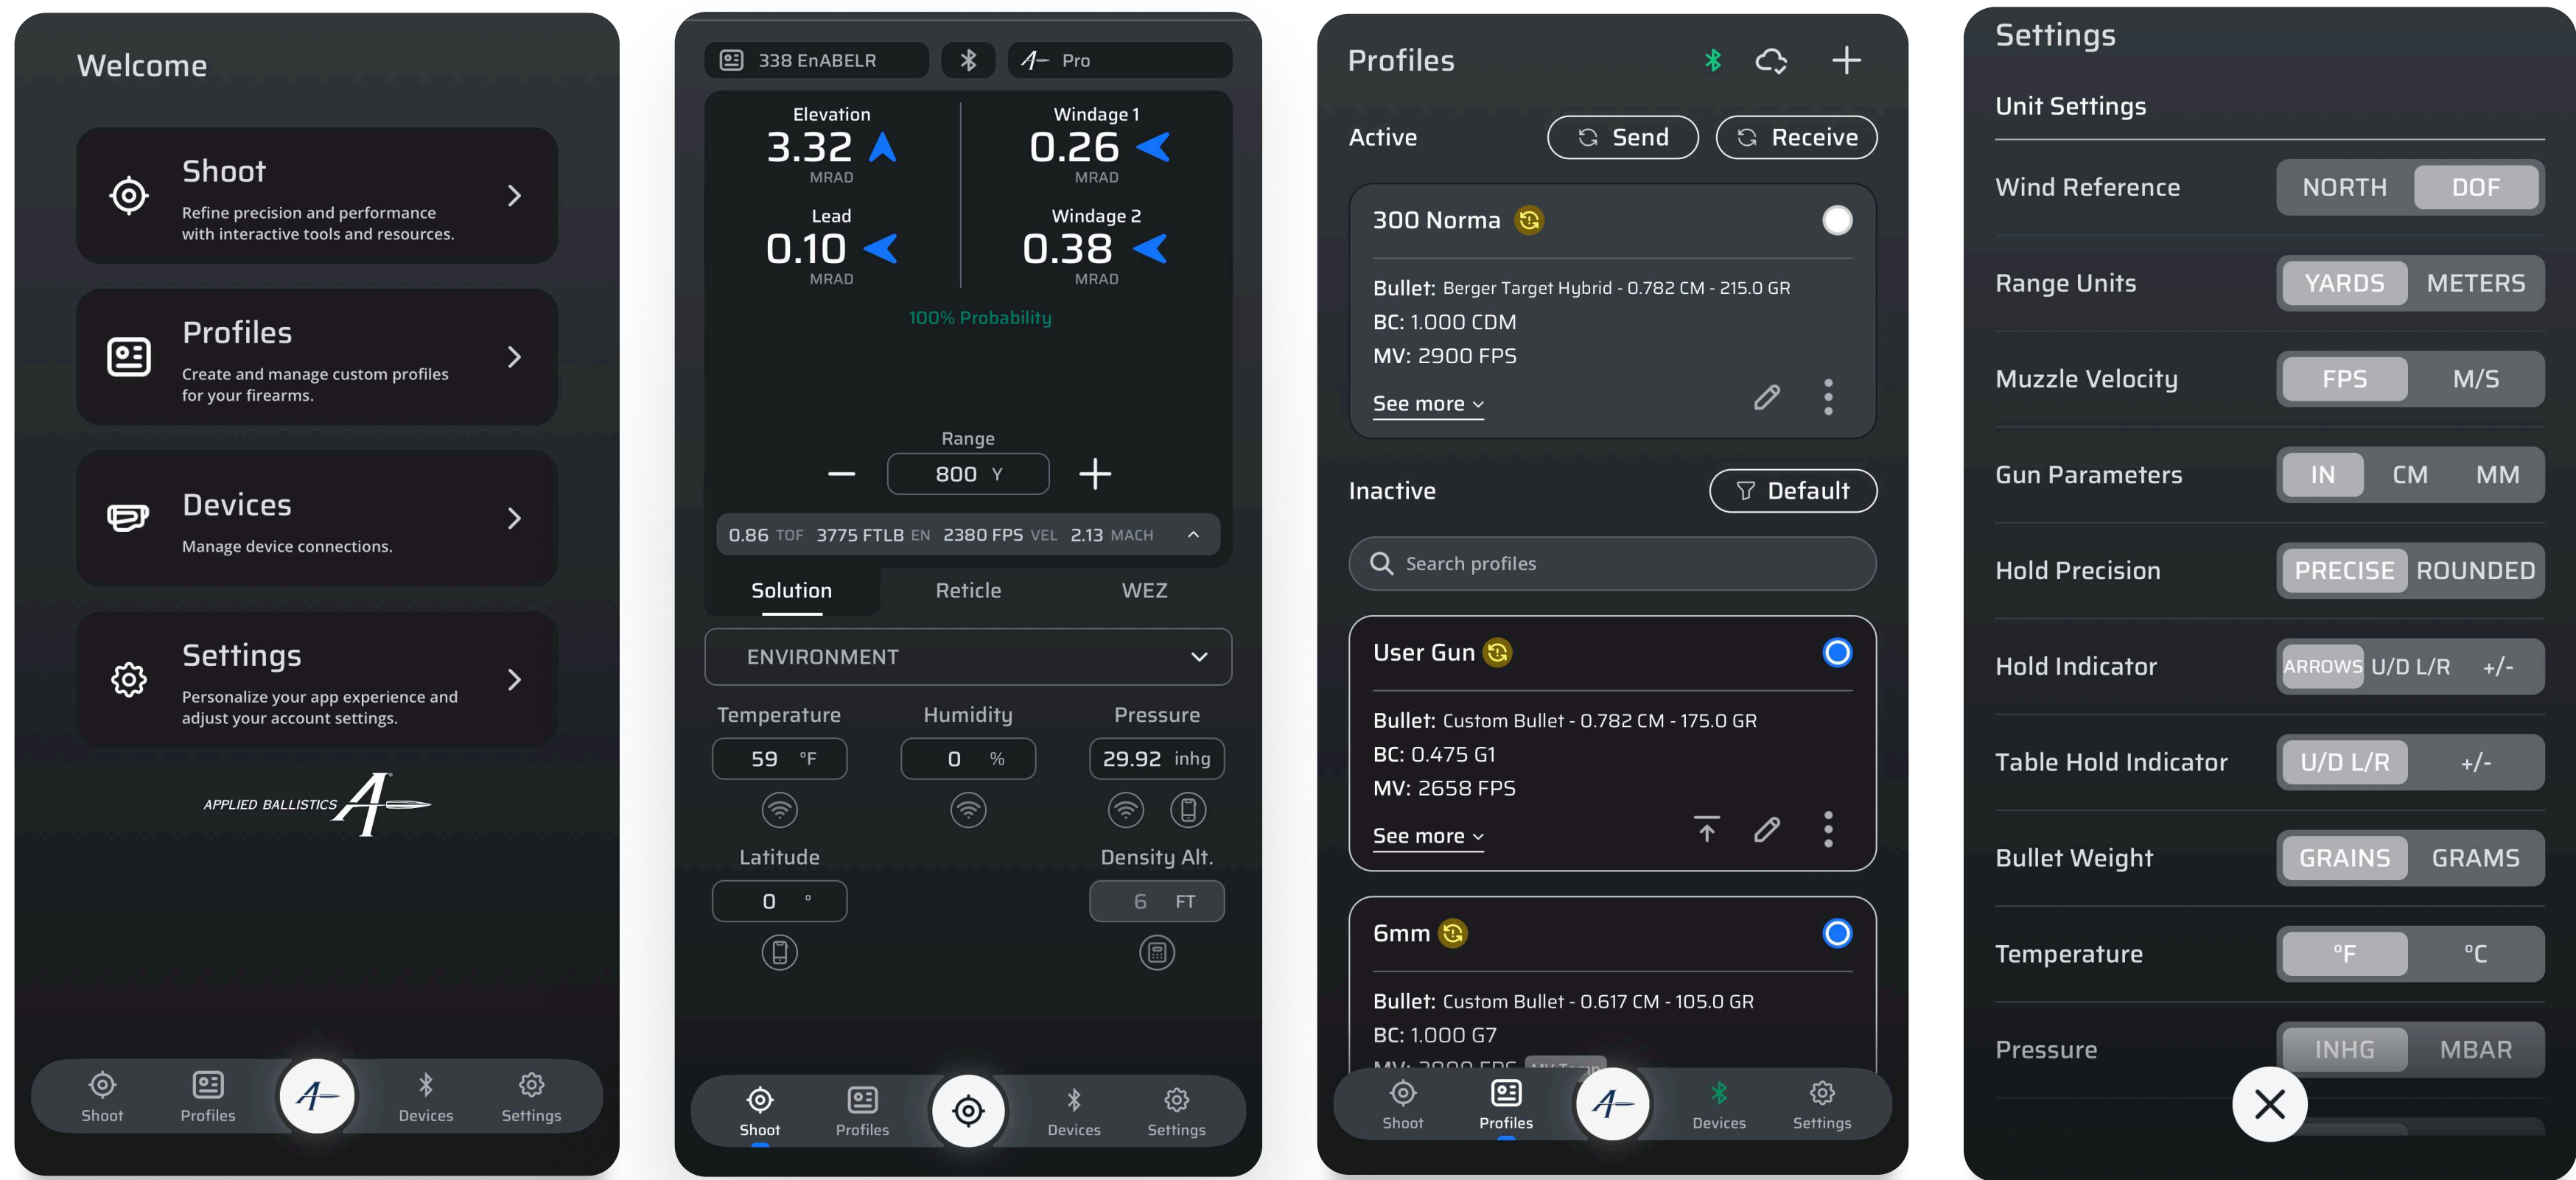 Welcome
Shoot
Refine precision and performance
with interactive tools and resources.
Profiles
Create and manage custom profiles
for your firearms.
Devices
Manage device connections.
Settings
Personalize your app experience and
adjust your account settings.
APPLIED BALLISTICS
Shoot Profiles Devices Settings
338 EnABELR Pro
Elevation Windage 1
3.32 0.26
MRAD MRAD
Lead Windage 2
0.10 0.38
MRAD MRAD
100% Probability
Range
800 Y
0.86 TOF 3775 FTLB EN 2380 FPS VEL 2.13 MACH
Solution Reticle WEZ
ENVIRONMENT
Temperature Humidity Pressure
59 °F 0 % 29.92 inhg
Latitude Density Alt.
0 ° 6 FT
Shoot Profiles Devices Settings
Profiles
Active Send Receive
300 Norma
Bullet: Berger Target Hybrid - 0.782 CM - 215.0 GR
BC: 1.000 CDM
MV: 2900 FPS
See more
Inactive Default
Search profiles
User Gun
Bullet: Custom Bullet - 0.782 CM - 175.0 GR
BC: 0.475 G1
MV: 2658 FPS
See more
6mm
Bullet: Custom Bullet - 0.617 CM - 105.0 GR
BC: 1.000 G7
Shoot Profiles Devices Settings
Settings
Unit Settings
Wind Reference NORTH DOF
Range Units YARDS METERS
Muzzle Velocity FPS M/S
Gun Parameters IN CM MM
Hold Precision PRECISE ROUNDED
Hold Indicator ARROWS U/D L/R +/-
Table Hold Indicator U/D L/R +/-
Bullet Weight GRAINS GRAMS
Temperature °F °C
Pressure INHG MBAR